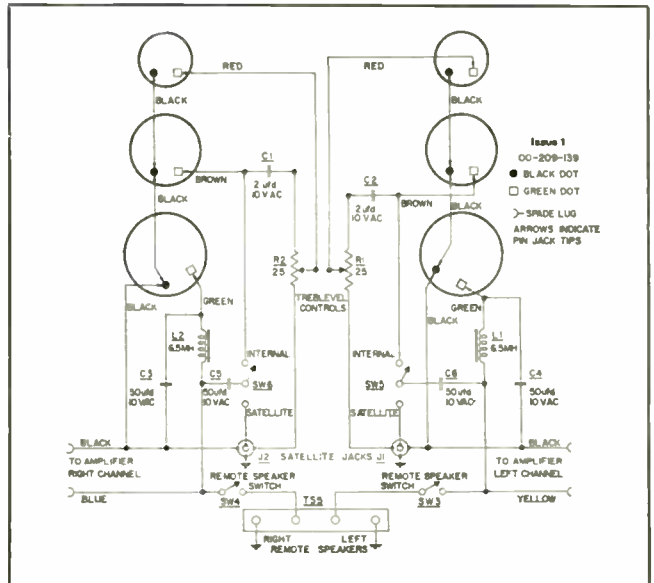 RED
RED
BLACK
BLACK
Issue 1
00-209-139
BLACK DOT
GREEN DOT
SPADE LUG
ARROWS INDICATE
PIN JACK TIPS
C1
BROWN
2 ufd
10 VAC
C2
2 ufd
10 VAC
BROWN
BLACK
BLACK
R2
25
R1
25
TREBLEVEL
CONTROLS
BLACK
GREEN
GREEN
BLACK
L2
6.5MH
L1
6.5MH
INTERNAL
INTERNAL
C3
50ufd
10 VAC
C5
50ufd
10 VAC
SW6
SW5
C6
50ufd
10 VAC
C4
50ufd
10 VAC
SATELLITE
SATELLITE
BLACK
J2 SATELLITE JACKS J1
BLACK
TO AMPLIFIER
RIGHT CHANNEL
TO AMPLIFIER
LEFT CHANNEL
REMOTE SPEAKER
SWITCH
REMOTE SPEAKER
SWITCH
BLUE
SW4
TS5
SW3
YELLOW
RIGHT
LEFT
REMOTE SPEAKERS